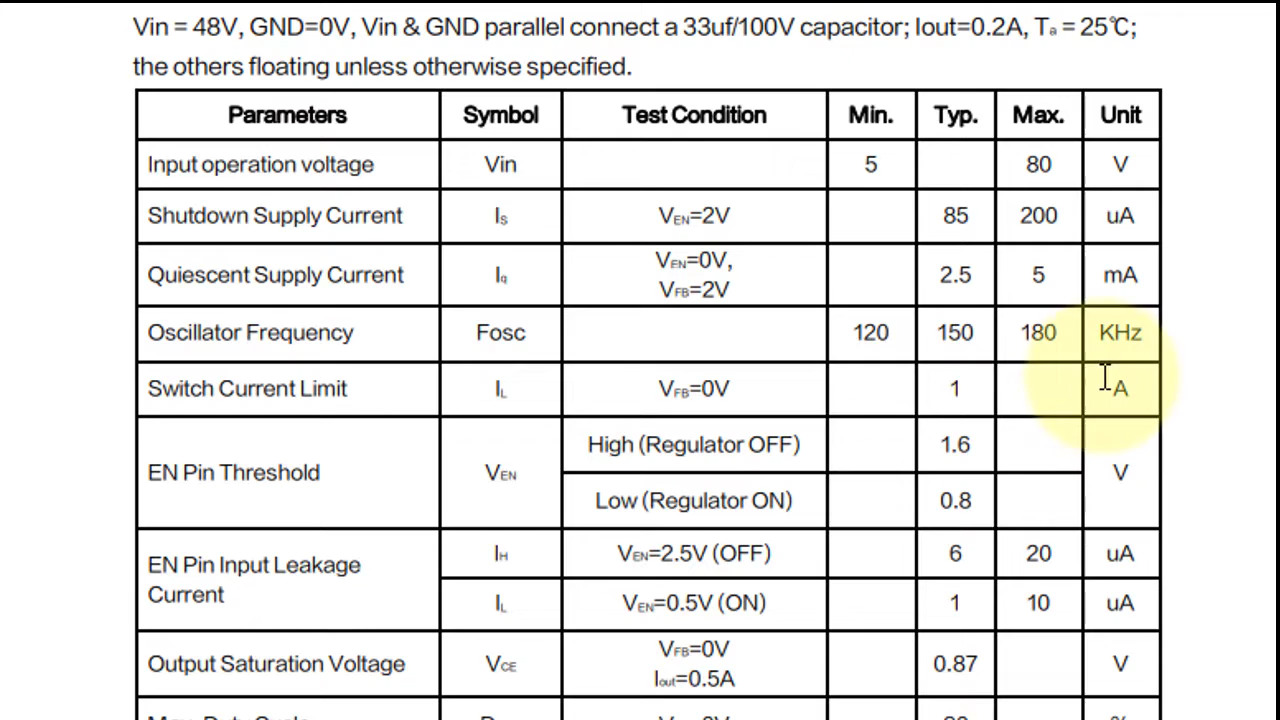 Vin = 48V, GND=0V, Vin & GND parallel connect a 33uf/100V capacitor; Iout=0.2A, Ta = 25℃;
the others floating unless otherwise specified.
Parameters Symbol Test Condition Min. Typ. Max. Unit
Input operation voltage Vin 5 80 V
Shutdown Supply Current IS VEN=2V 85 200 uA
Quiescent Supply Current Iq VEN=0V, VFB=2V 2.5 5 mA
Oscillator Frequency Fosc 120 150 180 KHz
Switch Current Limit IL VFB=0V 1 A
EN Pin Threshold VEN High (Regulator OFF) 1.6 V
Low (Regulator ON) 0.8
EN Pin Input Leakage Current IH VEN=2.5V (OFF) 6 20 uA
IL VEN=0.5V (ON) 1 10 uA
Output Saturation Voltage VCE VFB=0V Iout=0.5A 0.87 V